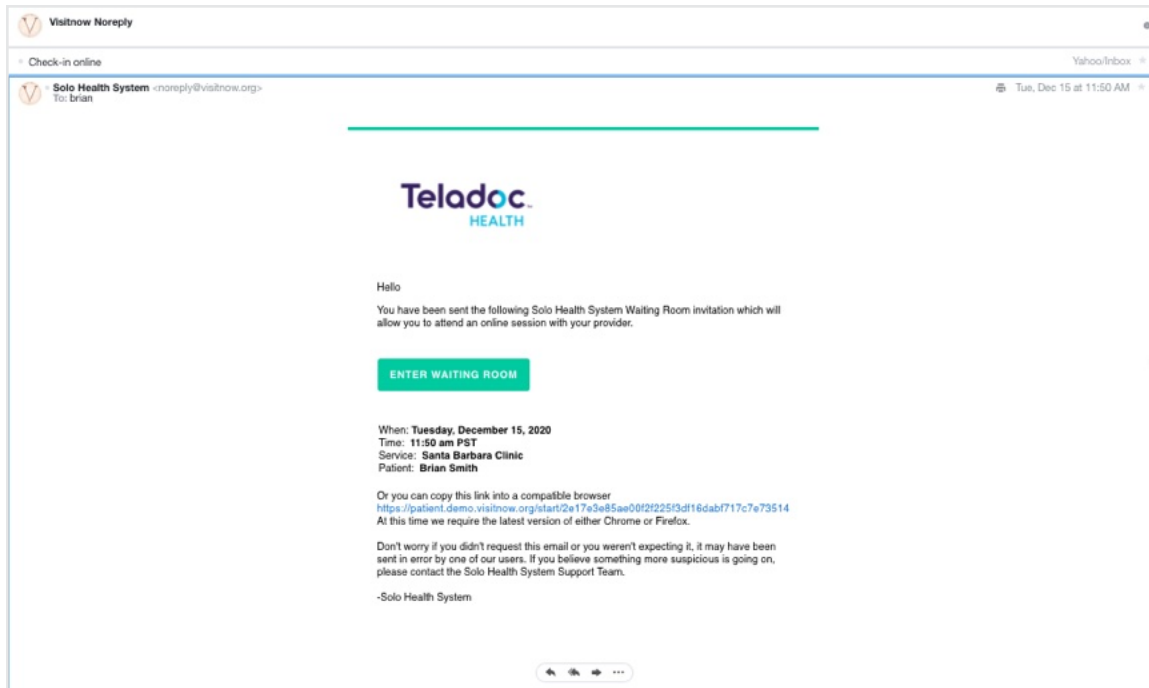 Visitnow Noreply
Check-in online
Yahoo/Inbox
Solo Health System <noreply@visitnow.org>
Tue, Dec 15 at 11:50 AM
To: brian
Teladoc™
HEALTH
Hello
You have been sent the following Solo Health System Waiting Room invitation which will
allow you to attend an online session with your provider.
ENTER WAITING ROOM
When: Tuesday, December 15, 2020
Time: 11:50 am PST
Service: Santa Barbara Clinic
Patient: Brian Smith
Or you can copy this link into a compatible browser
https://patient.demo.visitnow.org/start/2e17e3e85ae00f2f225f3df16dabf717c7e73514
At this time we require the latest version of either Chrome or Firefox.
Don't worry if you didn't request this email or you weren't expecting it, it may have been
sent in error by one of our users. If you believe something more suspicious is going on,
please contact the Solo Health System Support Team.
-Solo Health System